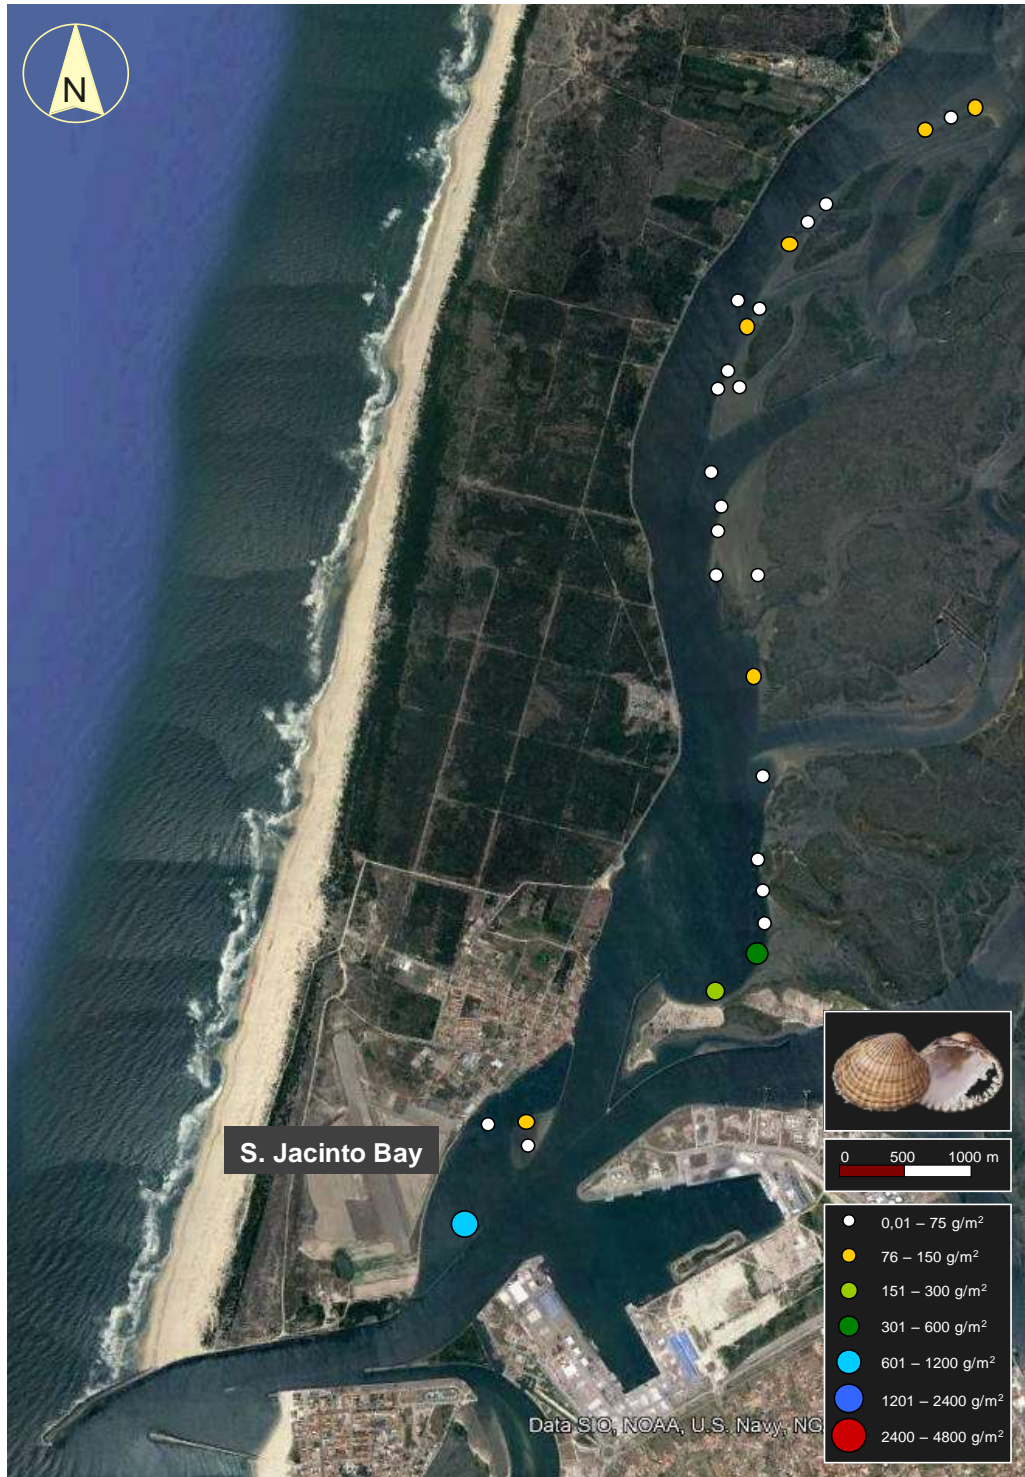 N
S. Jacinto Bay
0 500 1000 m
0,01 – 75 g/m²
76 – 150 g/m²
151 – 300 g/m²
301 – 600 g/m²
601 – 1200 g/m²
1201 – 2400 g/m²
2400 – 4800 g/m²
Data SIO, NOAA, U.S. Navy, NG